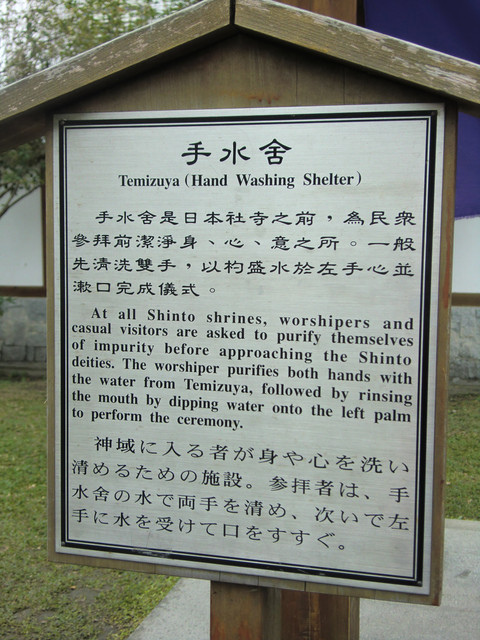 手水舍
Temizuya (Hand Washing Shelter)
手水舍是日本社寺之前，為民衆
參拜前潔淨身、心、意之所。一般
先清洗雙手，以杓盛水於左手心並
漱口完成儀式。
At all Shinto shrines, worshipers and
casual visitors are asked to purify themselves
of impurity before approaching the Shinto
deities. The worshiper purifies both hands with
the water from Temizuya, followed by rinsing
the mouth by dipping water onto the left palm
to perform the ceremony.
神域に入る者が身や心を洗い
清めるための施設。参拝者は、手
水舎の水で両手を清め、次いで左
手に水を受けて口をすすぐ。